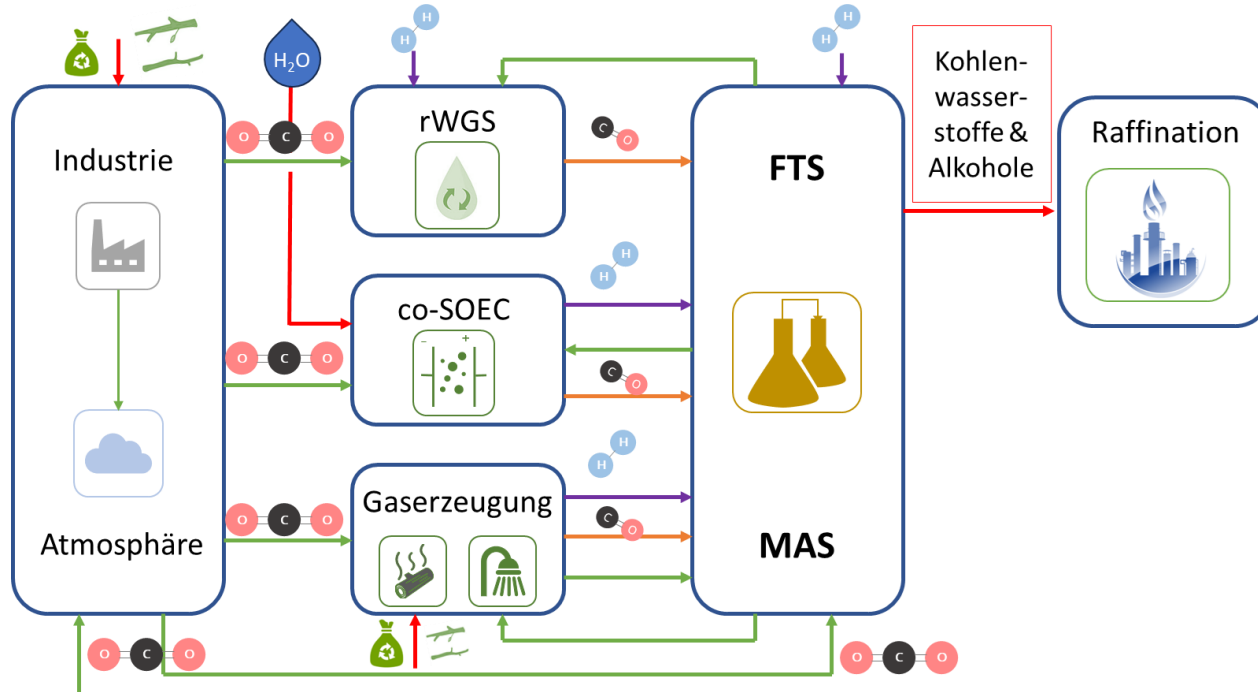 H₂O
H H
H H
Industrie
O C O
rWGS
C O
FTS
Kohlen-
wasser-
stoffe &
Alkohole
Raffination
co-SOEC
− +
H H
O C O
C O
Gaserzeugung
H H
O C O
C O
Atmosphäre
MAS
O C O
O C O